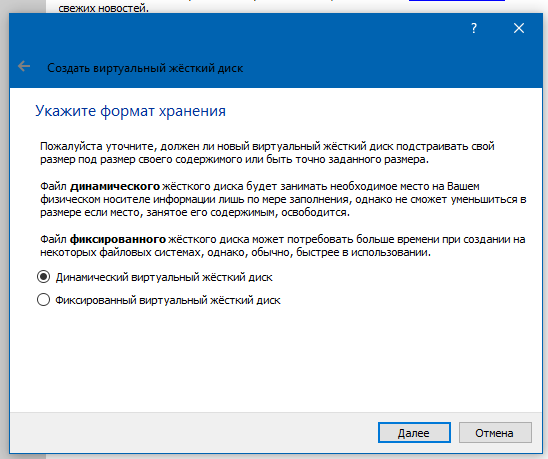 свежих новостей.
?
Создать виртуальный жёсткий диск
Укажите формат хранения
Пожалуйста уточните, должен ли новый виртуальный жёсткий диск подстраивать свой
размер под размер своего содержимого или быть точно заданного размера.
Файл динамического жёсткого диска будет занимать необходимое место на Вашем
физическом носителе информации лишь по мере заполнения, однако не сможет уменьшиться в
размере если место, занятое его содержимым, освободится.
Файл фиксированного жёсткого диска может потребовать больше времени при создании на
некоторых файловых системах, однако, обычно, быстрее в использовании.
Динамический виртуальный жёсткий диск
Фиксированный виртуальный жёсткий диск
Далее
Отмена